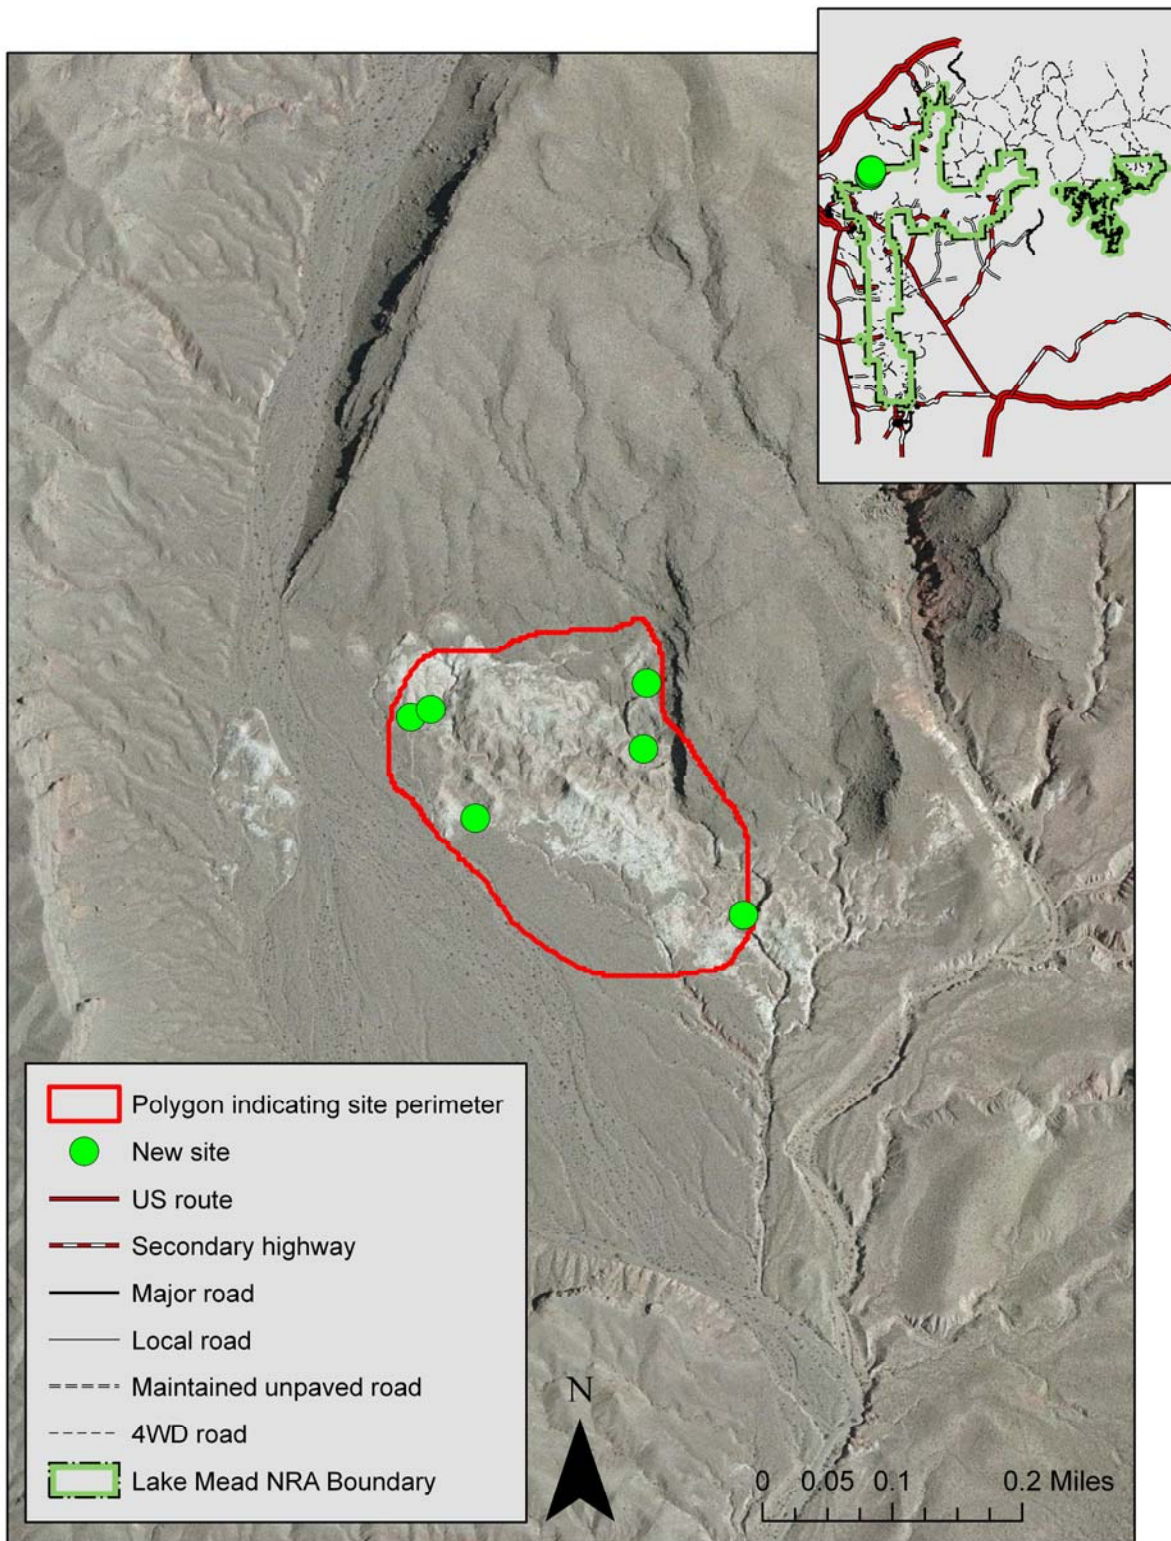 Polygon indicating site perimeter
New site
US route
Secondary highway
Major road
Local road
Maintained unpaved road
4WD road
Lake Mead NRA Boundary
N
0 0.05 0.1 0.2 Miles